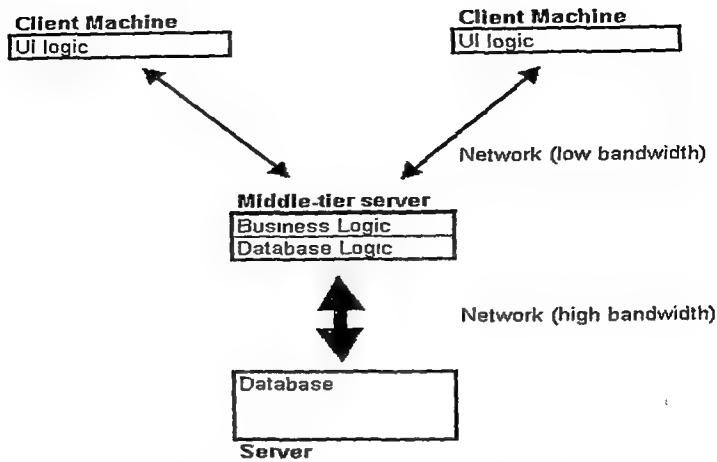 Client Machine
UI logic
Client Machine
UI logic
Network (low bandwidth)
Middle-tier server
Business Logic
Database Logic
Network (high bandwidth)
Database
Server